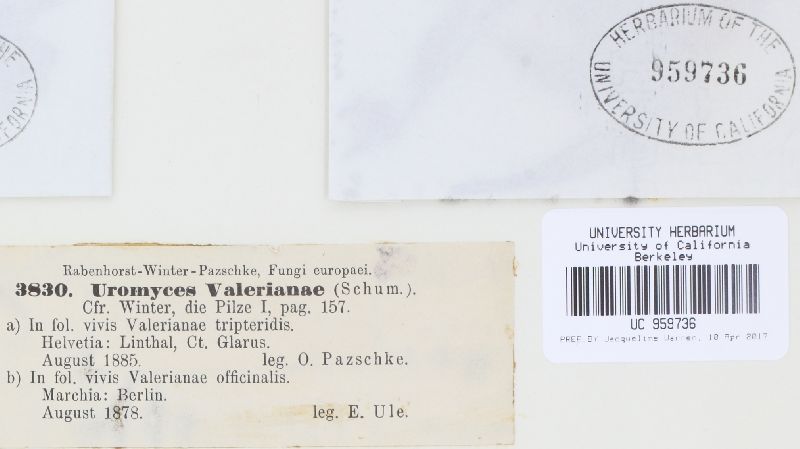 HERBARIUM OF THE
959736
UNIVERSITY OF CALIFORNIA
UNIVERSITY HERBARIUM
University of California
Berkeley
UC 959736
PREP. BY Jacqueline 10 Apr 2017
Rabenhorst-Winter-Pazschke, Fungi europaei.
3830. Uromyces Valerianae (Schum.).
Cfr. Winter, die Pilze I, pag. 157.
a) In fol. vivis Valerianae tripteridis.
Helvetia: Linthal, Ct. Glarus.
August 1885. leg. O. Pazschke.
b) In fol. vivis Valerianae officinalis.
Marchia: Berlin.
August 1878. leg. E. Ule.